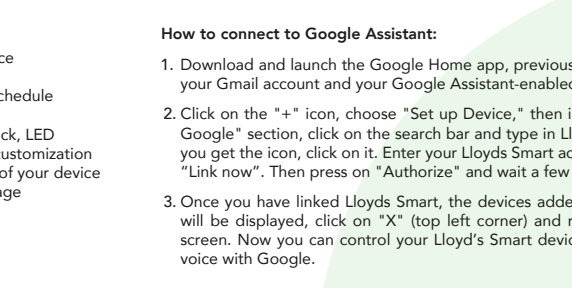 ce
chedule
ck, LED
ustomization
of your device
age
How to connect to Google Assistant:
1. Download and launch the Google Home app, previous
your Gmail account and your Google Assistant-enabled
2. Click on the "+" icon, choose "Set up Device," then i
Google" section, click on the search bar and type in Ll
you get the icon, click on it. Enter your Lloyds Smart ac
“Link now”. Then press on "Authorize" and wait a few
3. Once you have linked Lloyds Smart, the devices adde
will be displayed, click on "X" (top left corner) and r
screen. Now you can control your Lloyd's Smart devic
voice with Google.